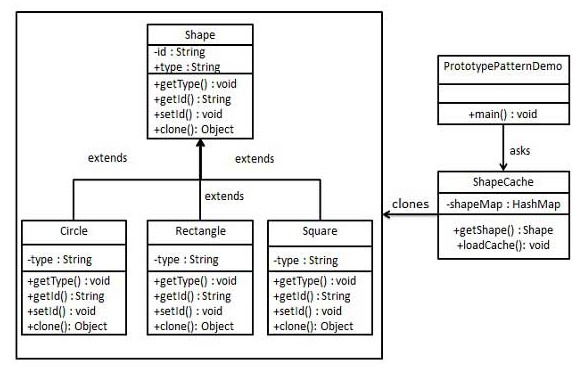 Shape
-id : String
+type : String
+getType() : void
+getId() : String
+setId() : void
+clone(): Object
extends
extends
extends
Circle
-type : String
+getType() : void
+getId() : String
+setId() : void
+clone(): Object
Rectangle
-type : String
+getType() : void
+getId() : String
+setId() : void
+clone(): Object
Square
-type : String
+getType() : void
+getId() : String
+setId() : void
+clone(): Object
PrototypePatternDemo
+main() : void
asks
clones
ShapeCache
-shapeMap : HashMap
+getShape() : Shape
+loadCache(): void